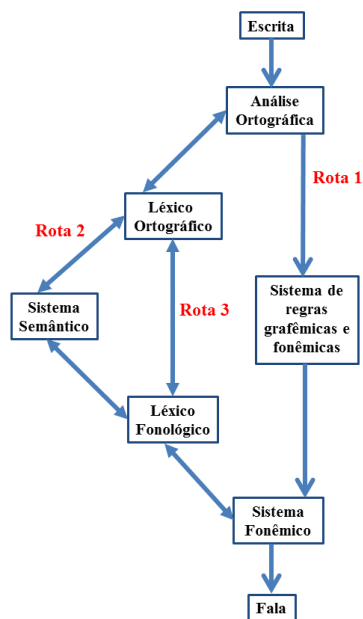 Escrita
Análise
Ortográfica
Rota 1
Léxico
Ortográfico
Rota 2
Sistema
Semântico
Rota 3
Sistema de
regras
grafêmicas e
fonêmicas
Léxico
Fonológico
Sistema
Fonêmico
Fala